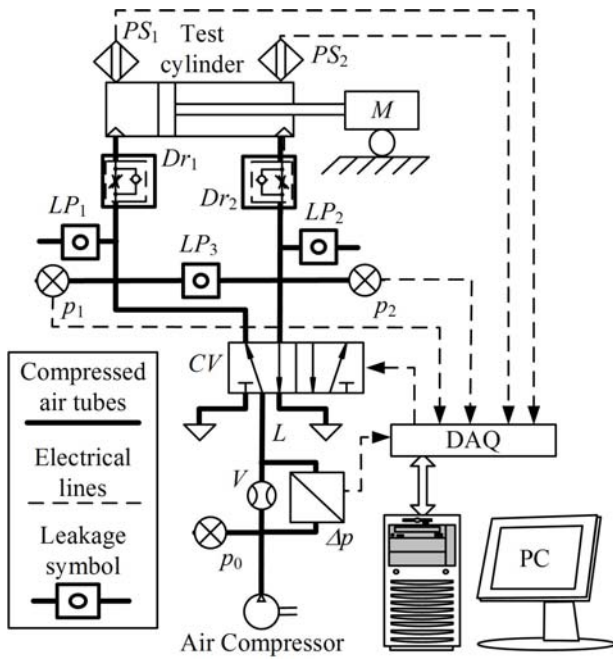 PS₁
Test
cylinder
PS₂
M
Dr₁
Dr₂
LP₁
LP₂
LP₃
p₁
p₂
CV
L
DAQ
V
Δp
p₀
Air Compressor
PC
Compressed
air tubes
Electrical
lines
Leakage
symbol